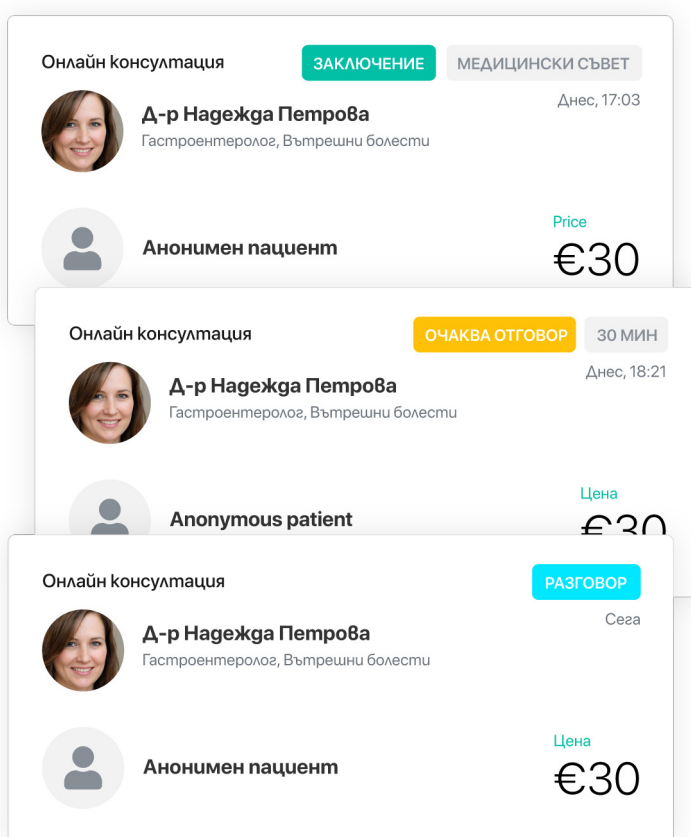 Онлайн консултация
ЗАКЛЮЧЕНИЕ
МЕДИЦИНСКИ СЪВЕТ
Днес, 17:03
Д-р Надежда Петрова
Гастроентеролог, Вътрешни болести
Анонимен пациент
Price
€30
Онлайн консултация
ОЧАКВА ОТГОВОР
30 МИН
Днес, 18:21
Д-р Надежда Петрова
Гастроентеролог, Вътрешни болести
Anonymous patient
Цена
€30
Онлайн консултация
РАЗГОВОР
Сега
Д-р Надежда Петрова
Гастроентеролог, Вътрешни болести
Анонимен пациент
Цена
€30